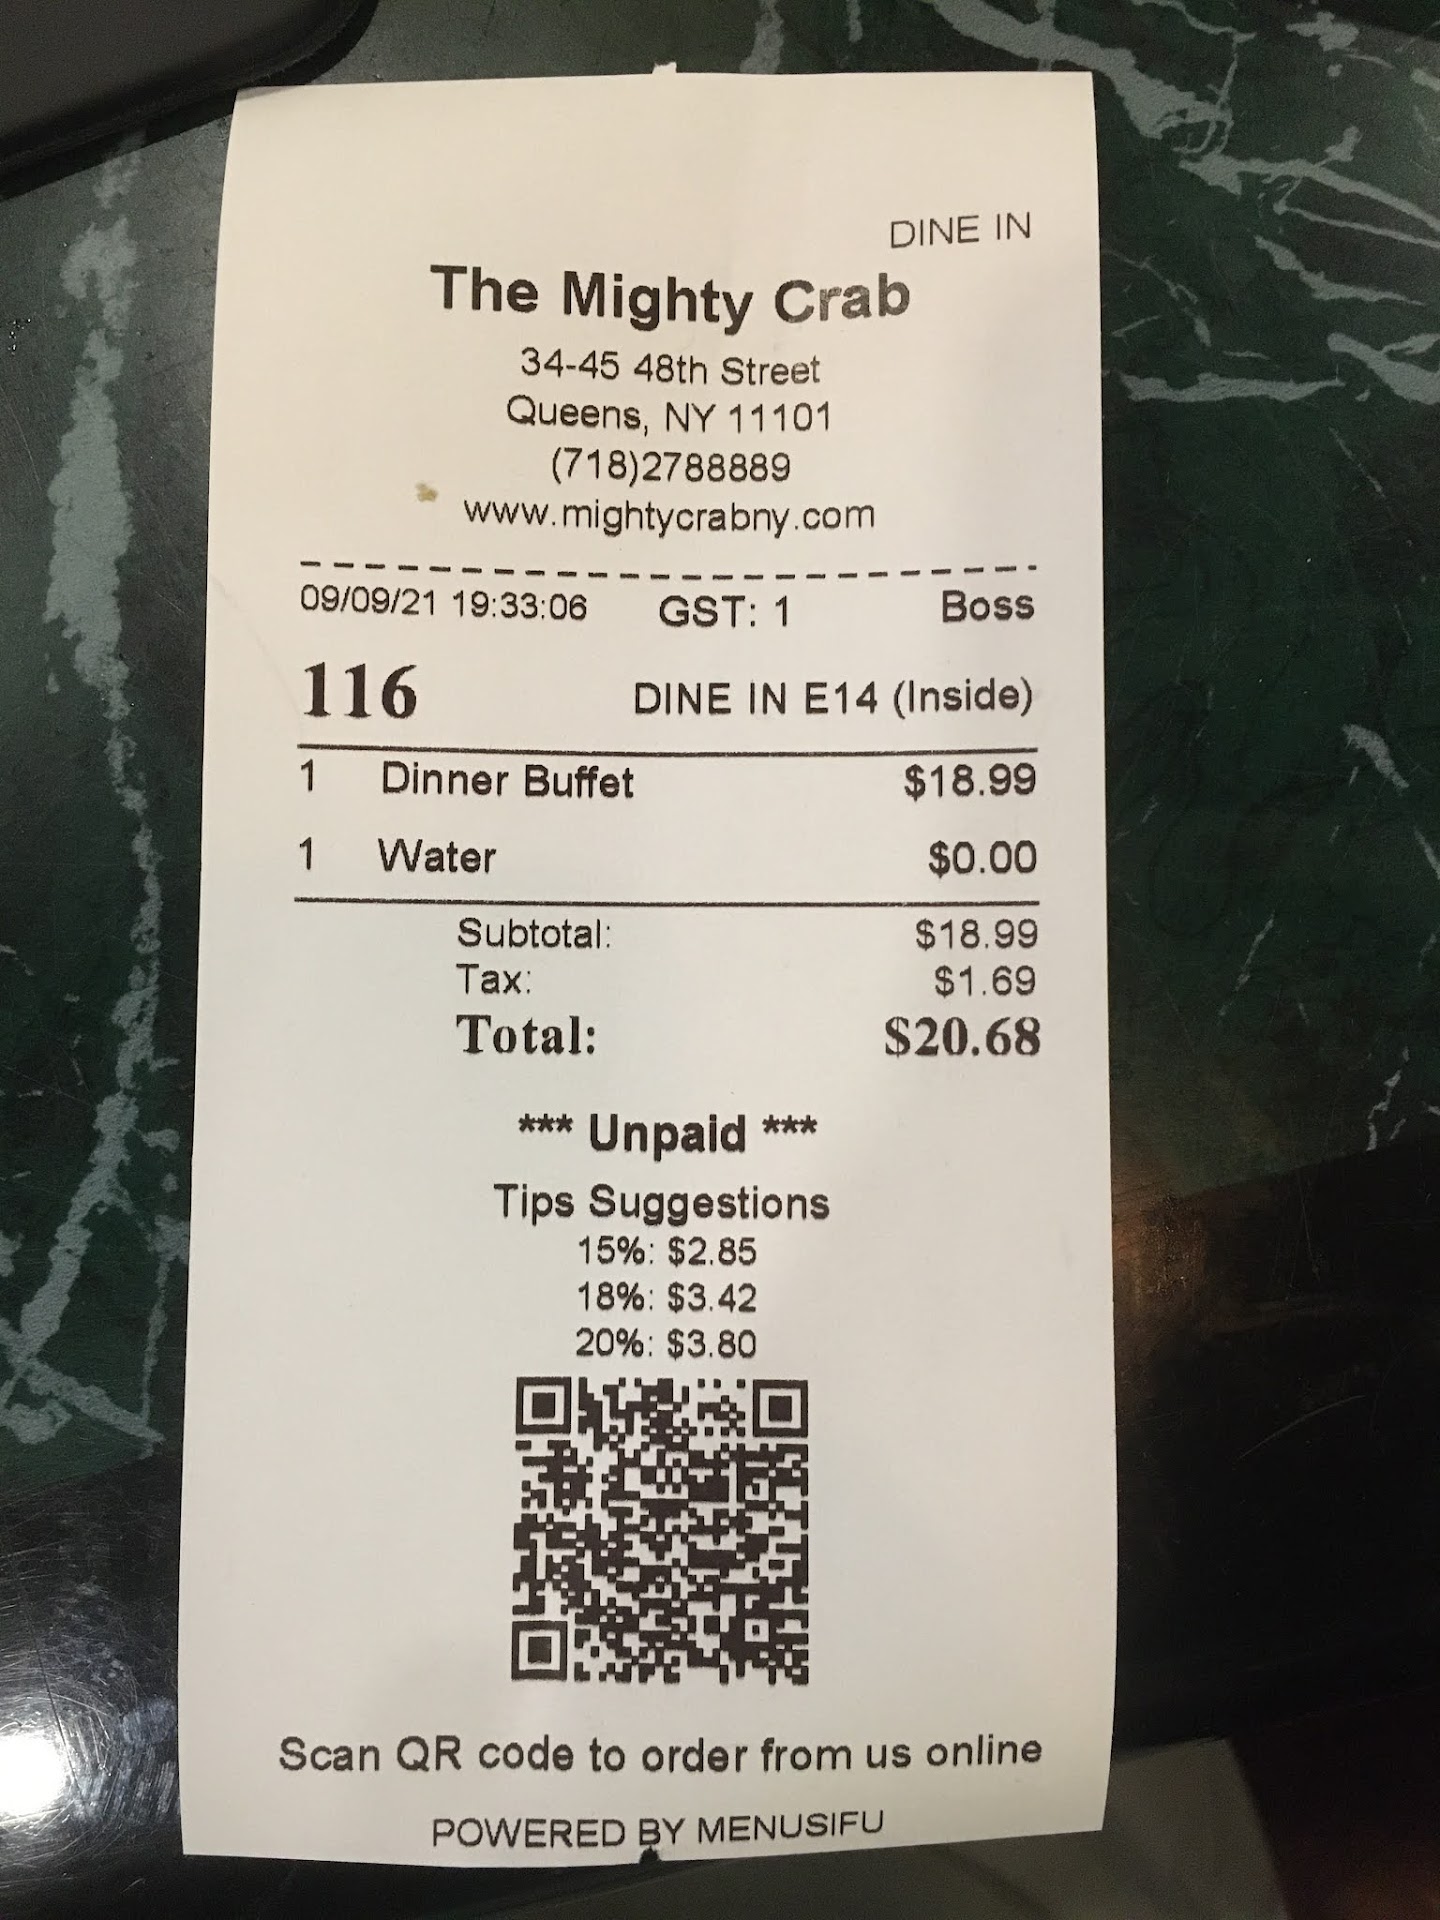 DINE IN
The Mighty Crab
34-45 48th Street
Queens, NY 11101
(718)2788889
www.mightycrabny.com
09/09/21 19:33:06 GST: 1 Boss
116 DINE IN E14 (Inside)
1 Dinner Buffet $18.99
1 Water $0.00
Subtotal: $18.99
Tax: $1.69
Total: $20.68
*** Unpaid ***
Tips Suggestions
15%: $2.85
18%: $3.42
20%: $3.80
Scan QR code to order from us online
POWERED BY MENUSIFU